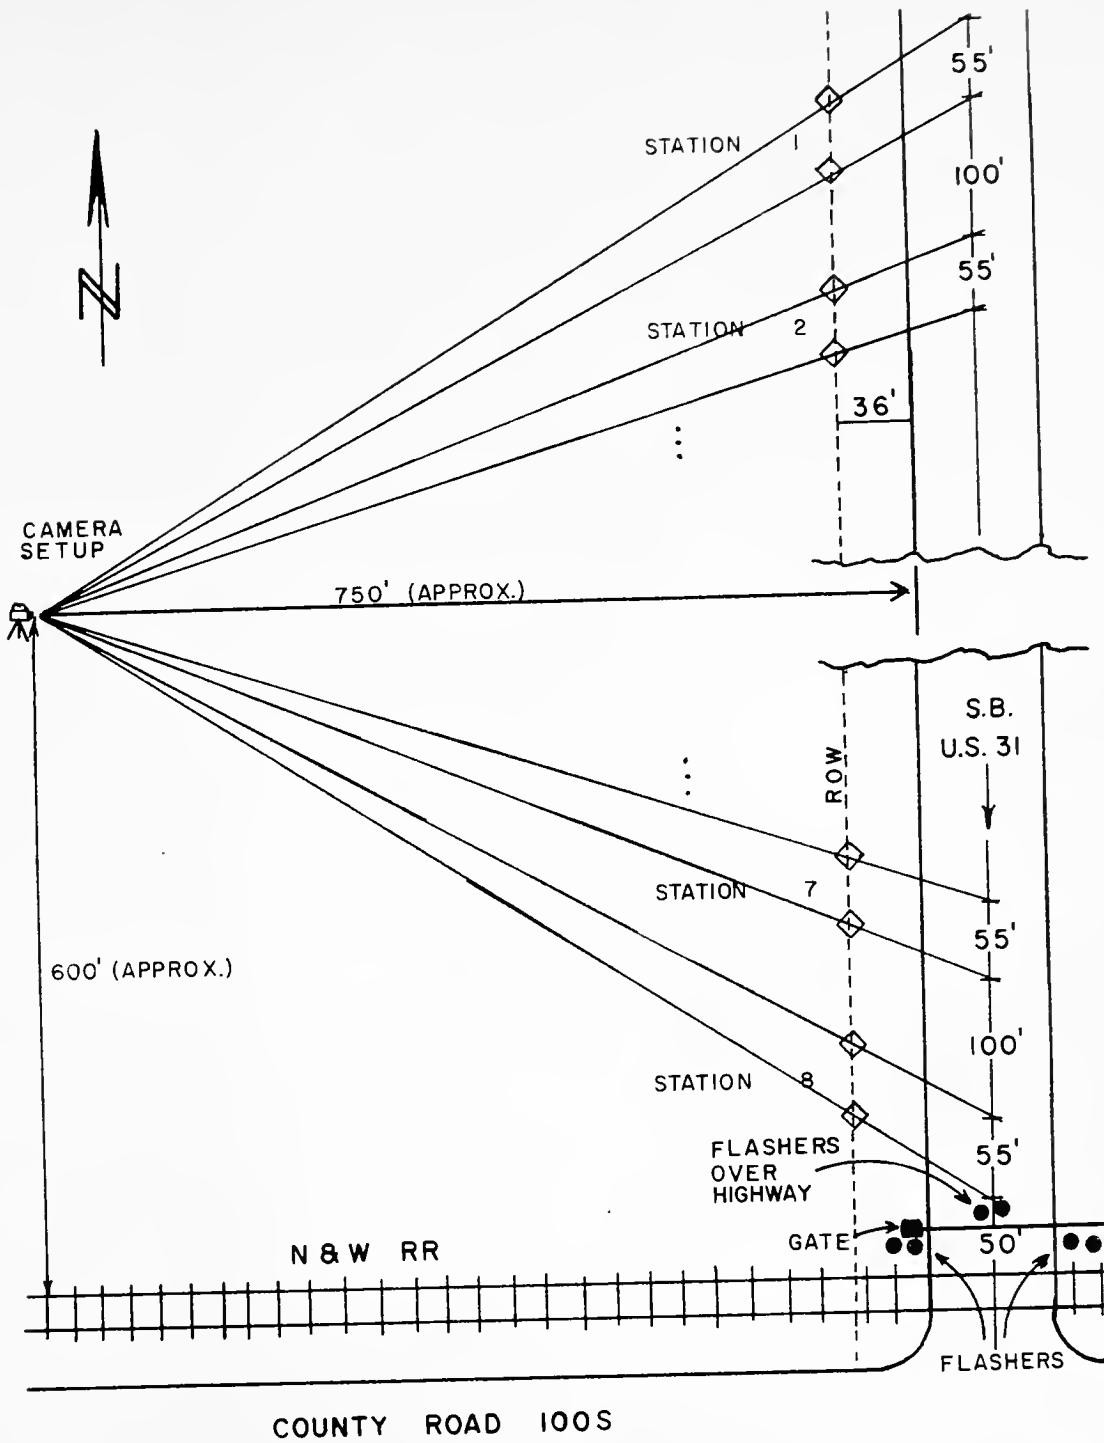 55'
STATION 1
100'
55'
STATION 2
36'
CAMERA
SETUP
750' (APPROX.)
N
S.B.
U.S. 31
ROW
STATION 7
55'
600' (APPROX.)
100'
STATION 8
FLASHERS
OVER
HIGHWAY
55'
GATE
50'
N & W RR
FLASHERS
COUNTY ROAD 100S